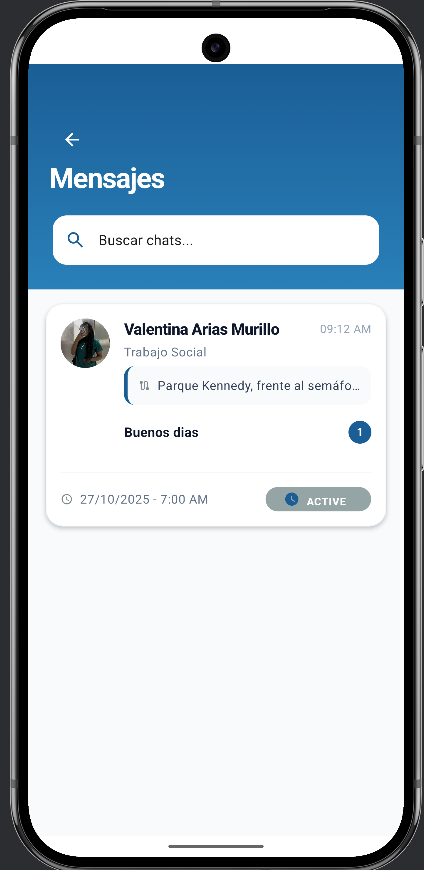 Mensajes
Buscar chats...
Valentina Arias Murillo
09:12 AM
Trabajo Social
Parque Kennedy, frente al semáfo...
Buenos dias
1
27/10/2025 - 7:00 AM
ACTIVE